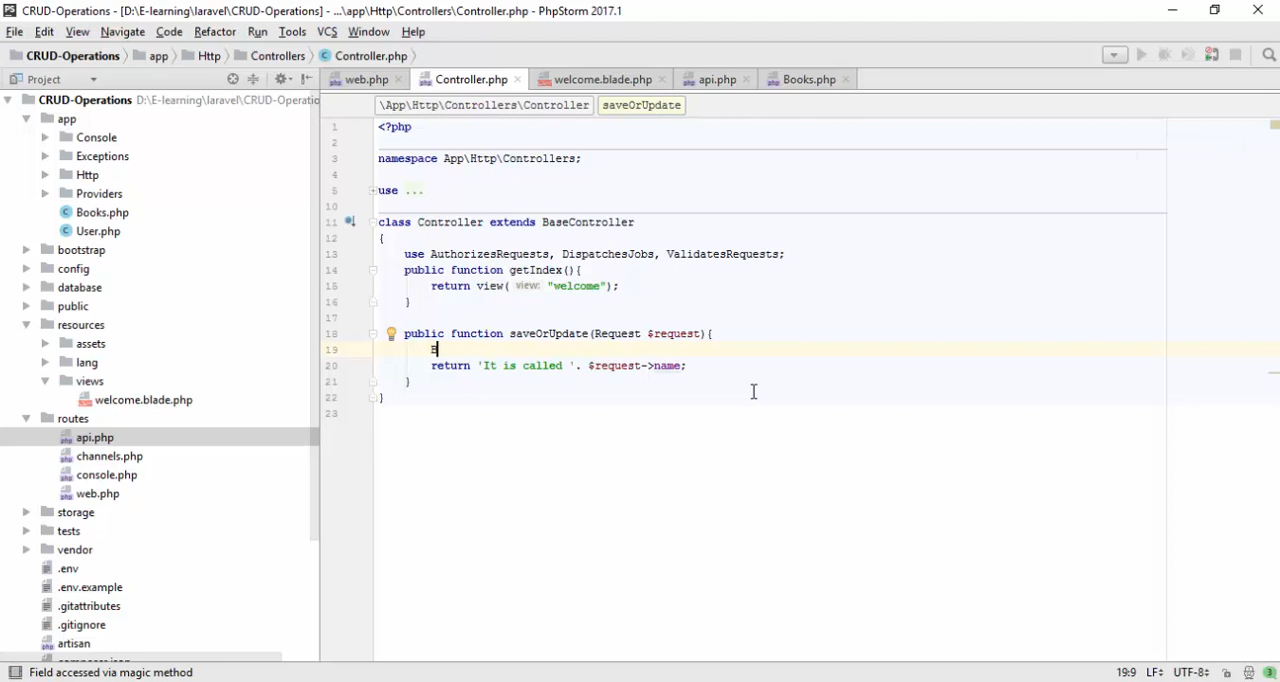 CRUD-Operations - [D:\E-learning\laravel\CRUD-Operations] - ...\app\Http\Controllers\Controller.php - PhpStorm 2017.1
File Edit View Navigate Code Refactor Run Tools VCS Window Help
CRUD-Operations app Http Controllers Controller.php
Project web.php Controller.php welcome.blade.php api.php Books.php
CRUD-Operations D:\E-learning\laravel\CRUD-Operatio
app
Console
Exceptions
Http
Providers
Books.php
User.php
bootstrap
config
database
public
resources
assets
lang
views
welcome.blade.php
routes
api.php
channels.php
console.php
web.php
storage
tests
vendor
.env
.env.example
.gitattributes
.gitignore
artisan
composer.json
\App\Http\Controllers\Controller saveOrUpdate
1 <?php
2
3 namespace App\Http\Controllers;
4
5 use ...
10
11 class Controller extends BaseController
12 {
13 use AuthorizesRequests, DispatchesJobs, ValidatesRequests;
14 public function getIndex(){
15 return view( view: "welcome");
16 }
17
18 public function saveOrUpdate(Request $request){
19 B
20 return 'It is called '. $request->name;
21 }
22 }
23
Field accessed via magic method 19:9 LF÷ UTF-8÷ 3